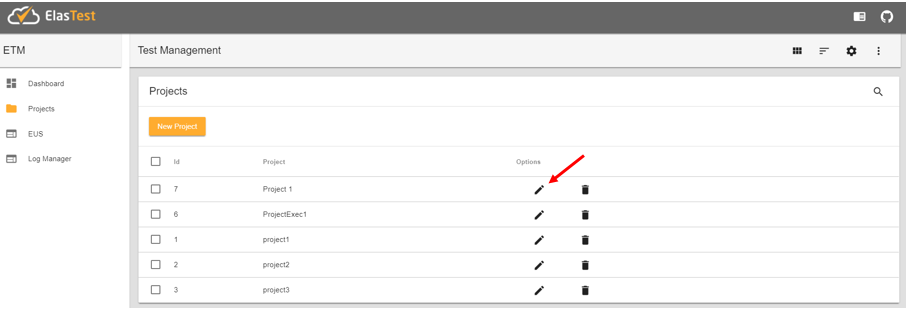 ElasTest
ETM
Test Management
Dashboard
Projects
EUS
Log Manager
Projects
New Project
Id Project Options
7 Project 1
6 ProjectExec1
1 project1
2 project2
3 project3